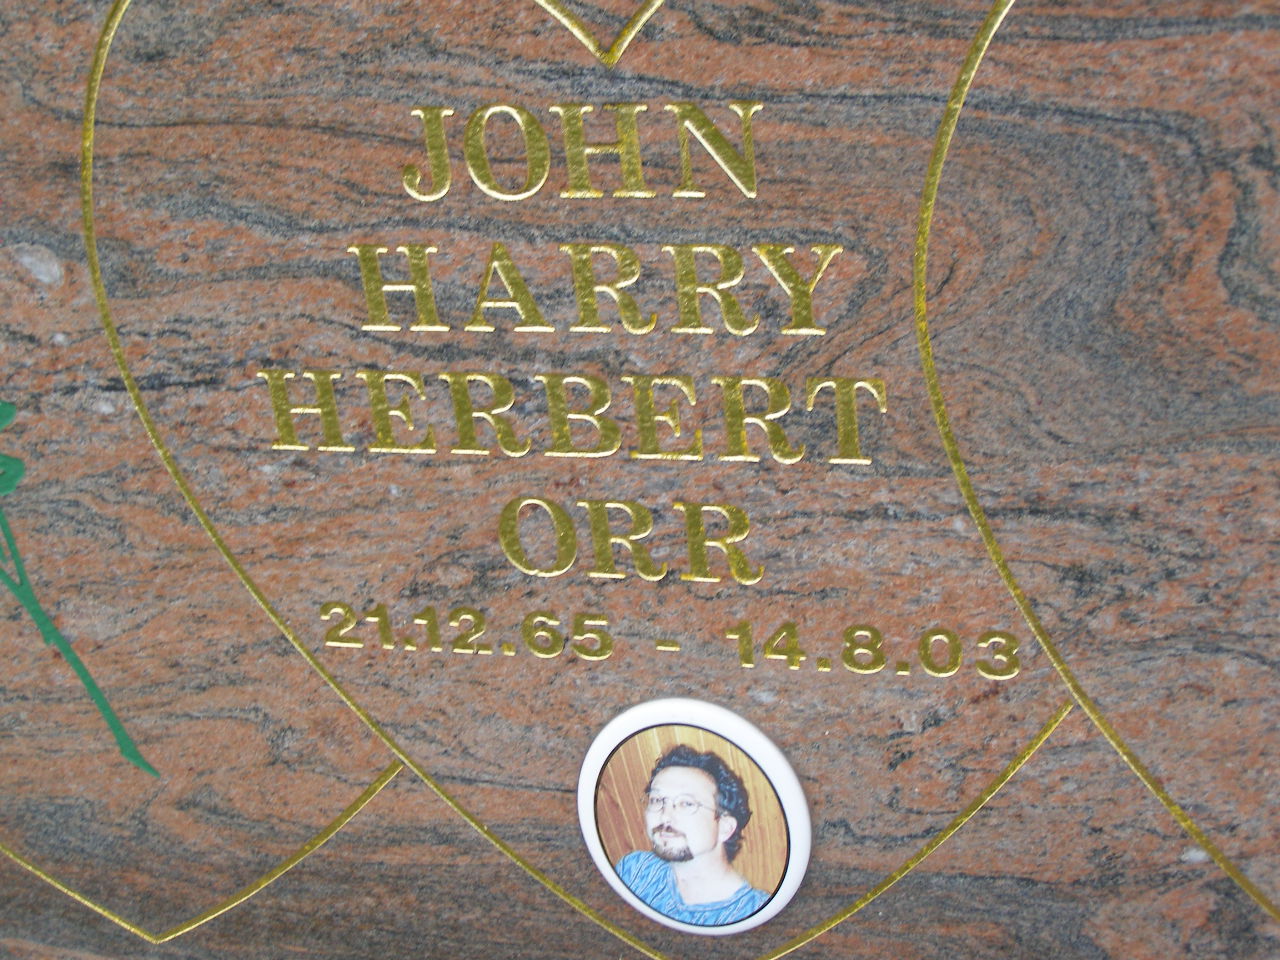 JOHN
HARRY
HERBERT
ORR
21.12.65 - 14.8.03